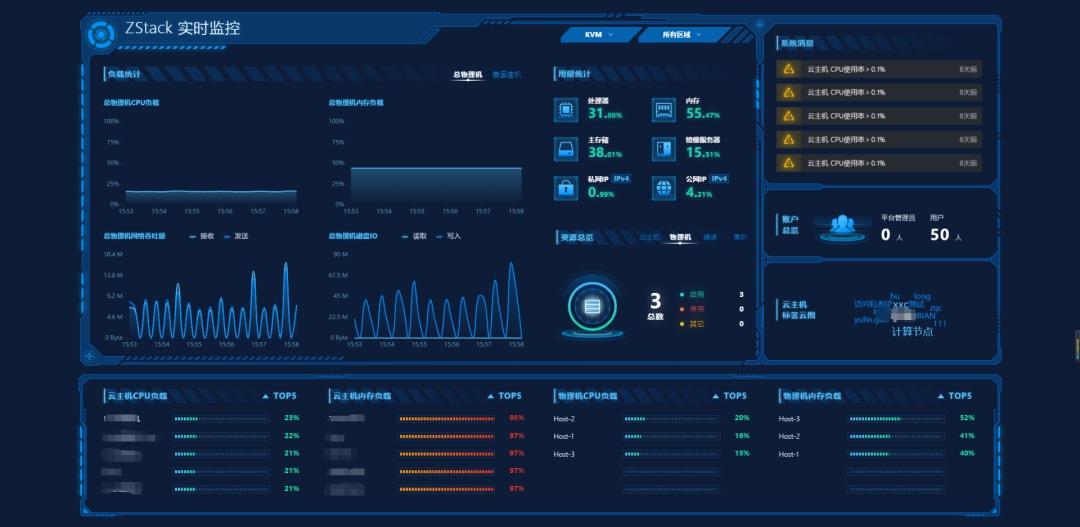 ZStack 实时监控
KVM
所有区域
负载统计
总物理机
总云主机
总物理机CPU负载
100%
75%
50%
25%
0%
15:53 15:54 15:55 15:56 15:57 15:58
总物理机内存负载
100%
75%
50%
25%
0%
15:53 15:54 15:55 15:56 15:57 15:58
总物理机网络吞吐量
接收
发送
18.4 M
13.8 M
9.2 M
4.6 M
0 Byte
15:53 15:54 15:55 15:56 15:57 15:58
总物理机磁盘IO
读取
写入
90 M
67.5 M
45 M
22.5 M
0 Byte
15:53 15:54 15:55 15:56 15:57 15:58
用量统计
处理器
31.88%
内存
55.47%
主存储
38.01%
镜像服务器
15.51%
私网IP IPv4
0.99%
公网IP IPv4
4.21%
资源总览
云主机
物理机
镜像
集群
3
总数
启用 3
停用 0
其它 0
系统消息
云主机 CPU使用率 > 0.1% 8天前
云主机 CPU使用率 > 0.1% 8天前
云主机 CPU使用率 > 0.1% 8天前
云主机 CPU使用率 > 0.1% 8天前
云主机 CPU使用率 > 0.1% 8天前
账户
总览
平台管理员
0 人
用户
50 人
云主机
标签云图
hu long
访问私有IP xxc 测试
zqc
yulin.guo
BIAN
111
计算节点
云主机CPU负载 TOP5
23%
22%
21%
21%
21%
云主机内存负载 TOP5
98%
97%
97%
97%
97%
物理机CPU负载 TOP5
Host-2 20%
Host-1 16%
Host-3 15%
物理机内存负载 TOP5
Host-3 52%
Host-2 41%
Host-1 40%